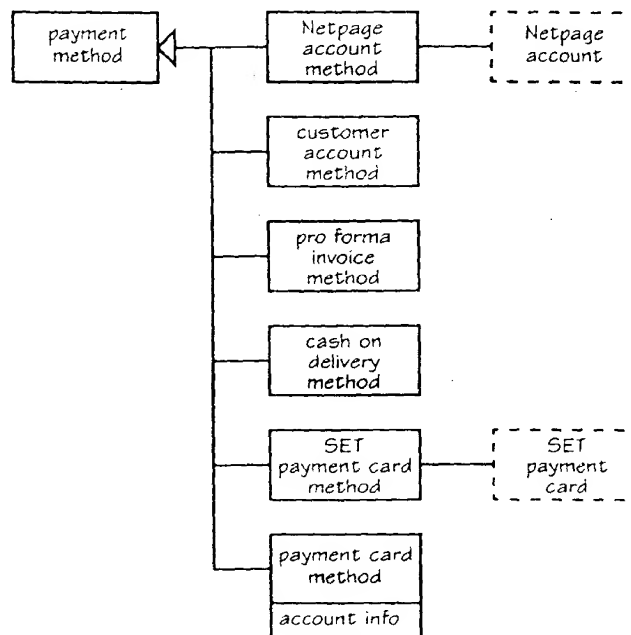 payment
method
Netpage
account
method
Netpage
account
customer
account
method
pro forma
invoice
method
cash on
delivery
method
SET
payment card
method
SET
payment
card
payment card
method
account info